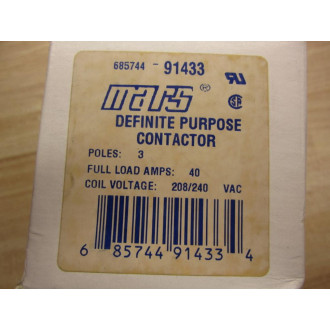 685744 - 91433
mars®
DEFINITE PURPOSE
CONTACTOR
POLES: 3
FULL LOAD AMPS: 40
COIL VOLTAGE: 208/240 VAC
6 85744 91433 4